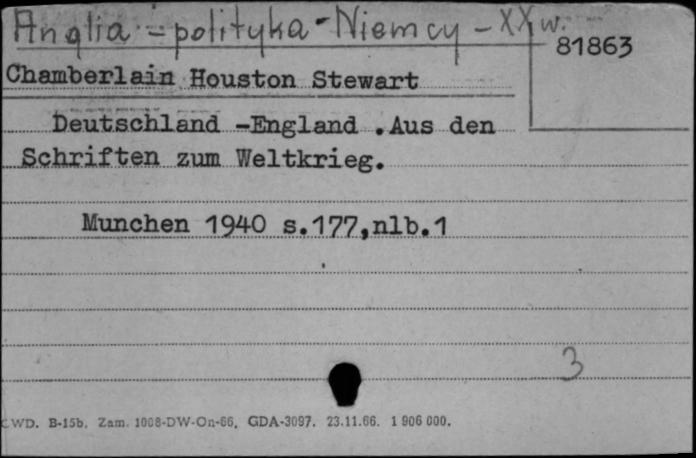 Anglia - polityka - Niemcy - XX w.
81863
Chamberlain Houston Stewart
Deutschland -England .Aus den
Schriften zum Weltkrieg.
Munchen 1940 s.177,nlb.1
3
CWD. B-15b. Zam. 1008-DW-On-66. GDA-3097. 23.11.66. 1 906 000.